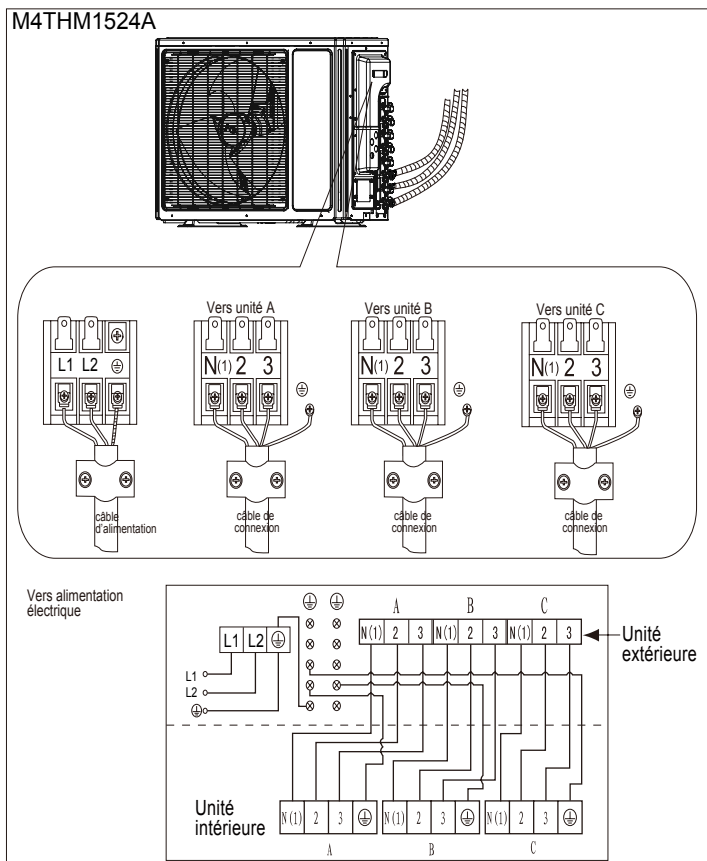 M4THM1524A
Vers unité A
Vers unité B
Vers unité C
L1 L2
N(1) 2 3
N(1) 2 3
N(1) 2 3
câble
d'alimentation
câble de
connexion
câble de
connexion
câble de
connexion
Vers alimentation
électrique
A B C
L1 L2
N(1) 2 3 N(1) 2 3 N(1) 2 3
Unité
extérieure
L1
L2
Unité
intérieure
N(1) 2 3 N(1) 2 3 N(1) 2 3
A B C